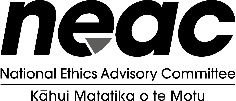 neac
National Ethics Advisory Committee
Kāhui Matatika o te Motu